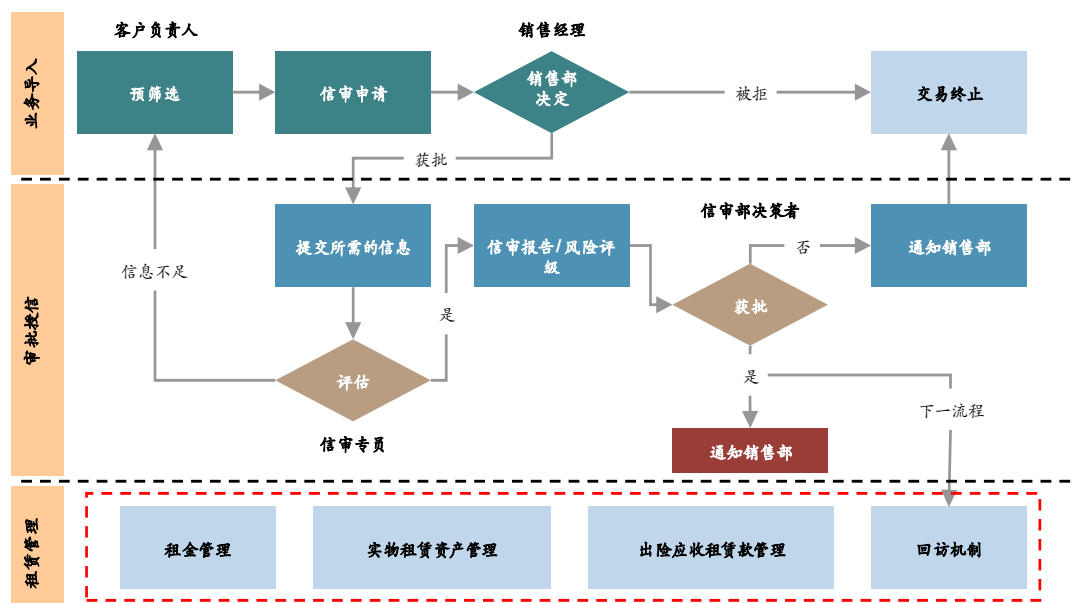 客户负责人
销售经理
业务导入
预筛选
信审申请
销售部
决定
被拒
交易终止
获批
审批授信
提交所需的信息
信审报告/风险评
级
信审部决策者
否
通知销售部
信息不足
是
获批
评估
信审专员
是
下一流程
通知销售部
租赁管理
租金管理
实物租赁资产管理
出险应收租赁款管理
回访机制